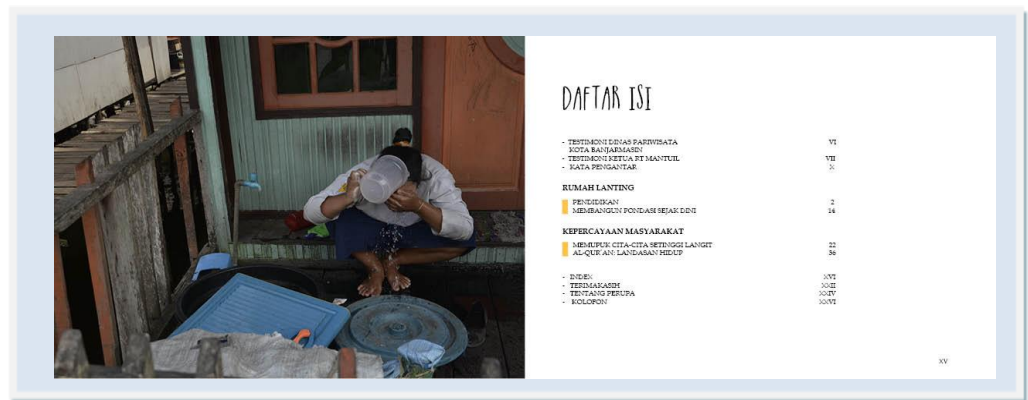 DAFTAR ISI
- TESTIMONI DINAS PARIWISATA VI
KOTA BANJARMASIN
- TESTIMONI KETUA RT MANTUIL VII
- KATA PENGANTAR X
RUMAH LANTING
PENDIDIKAN 2
MEMBANGUN PONDASI SEJAK DINI 14
KEPERCAYAAN MASYARAKAT
MEMUPUK CITA-CITA SETINGGI LANGIT 22
AL-QUR'AN: LANDASAN HIDUP 36
- INDEX XVI
- TERIMAKASIH XXII
- TENTANG PERUPA XXIV
- KOLOFON XXVI
XV